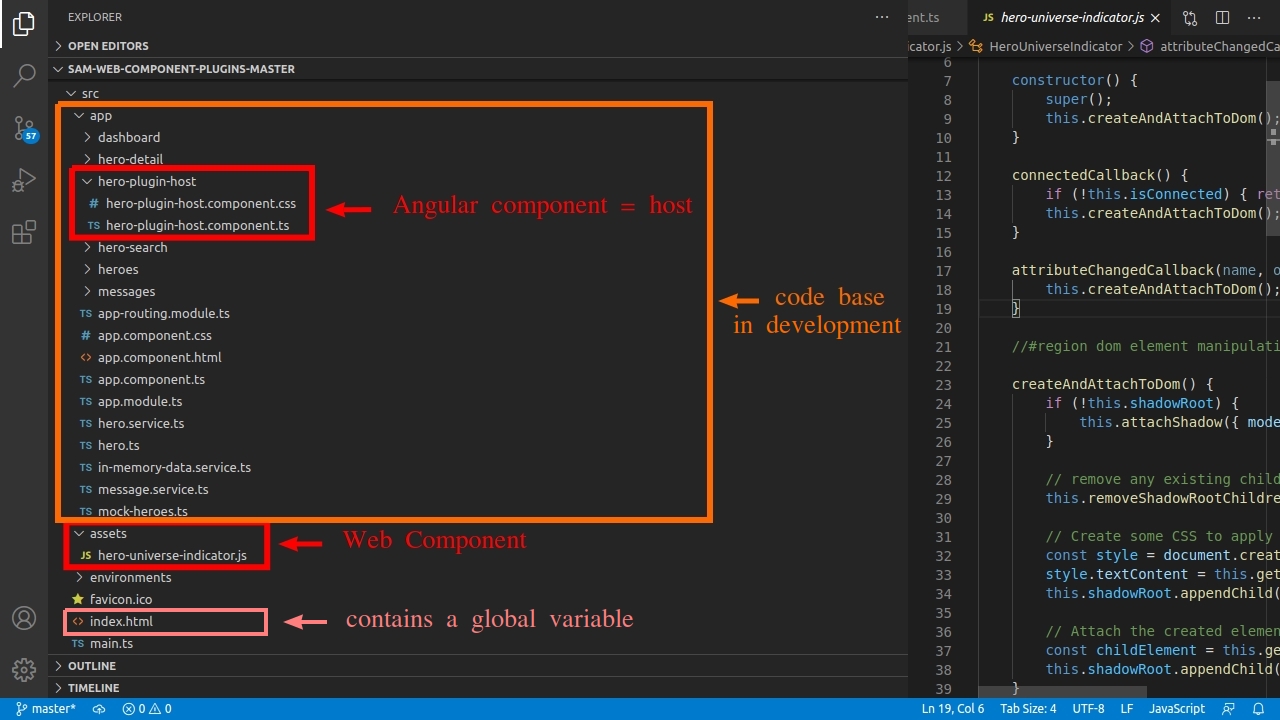 EXPLORER
OPEN EDITORS
SAM-WEB-COMPONENT-PLUGINS-MASTER
src
app
dashboard
hero-detail
hero-plugin-host
# hero-plugin-host.component.css
TS hero-plugin-host.component.ts
hero-search
heroes
messages
TS app-routing.module.ts
# app.component.css
<> app.component.html
TS app.component.ts
TS app.module.ts
TS hero.service.ts
TS hero.ts
TS in-memory-data.service.ts
TS message.service.ts
TS mock-heroes.ts
assets
JS hero-universe-indicator.js
environments
favicon.ico
<> index.html
TS main.ts
OUTLINE
TIMELINE
57
Angular component = host
code base
in development
Web Component
contains a global variable
ent.ts
JS hero-universe-indicator.js
icator.js > HeroUniverseIndicator > attributeChangedCa
6
7 constructor() {
8 super();
9 this.createAndAttachToDom();
10 }
11
12 connectedCallback() {
13 if (!this.isConnected) { ret
14 this.createAndAttachToDom();
15 }
16
17 attributeChangedCallback(name, o
18 this.createAndAttachToDom();
19 }
20
21 //#region dom element manipulati
22
23 createAndAttachToDom() {
24 if (!this.shadowRoot) {
25 this.attachShadow({ mode
26 }
27
28 // remove any existing child
29 this.removeShadowRootChildre
30
31 // Create some CSS to apply
32 const style = document.creat
33 style.textContent = this.get
34 this.shadowRoot.appendChild(
35
36 // Attach the created elemen
37 const childElement = this.ge
38 this.shadowRoot.appendChild(
39 }
master* 0 0 Ln 19, Col 6 Tab Size: 4 UTF-8 LF JavaScript